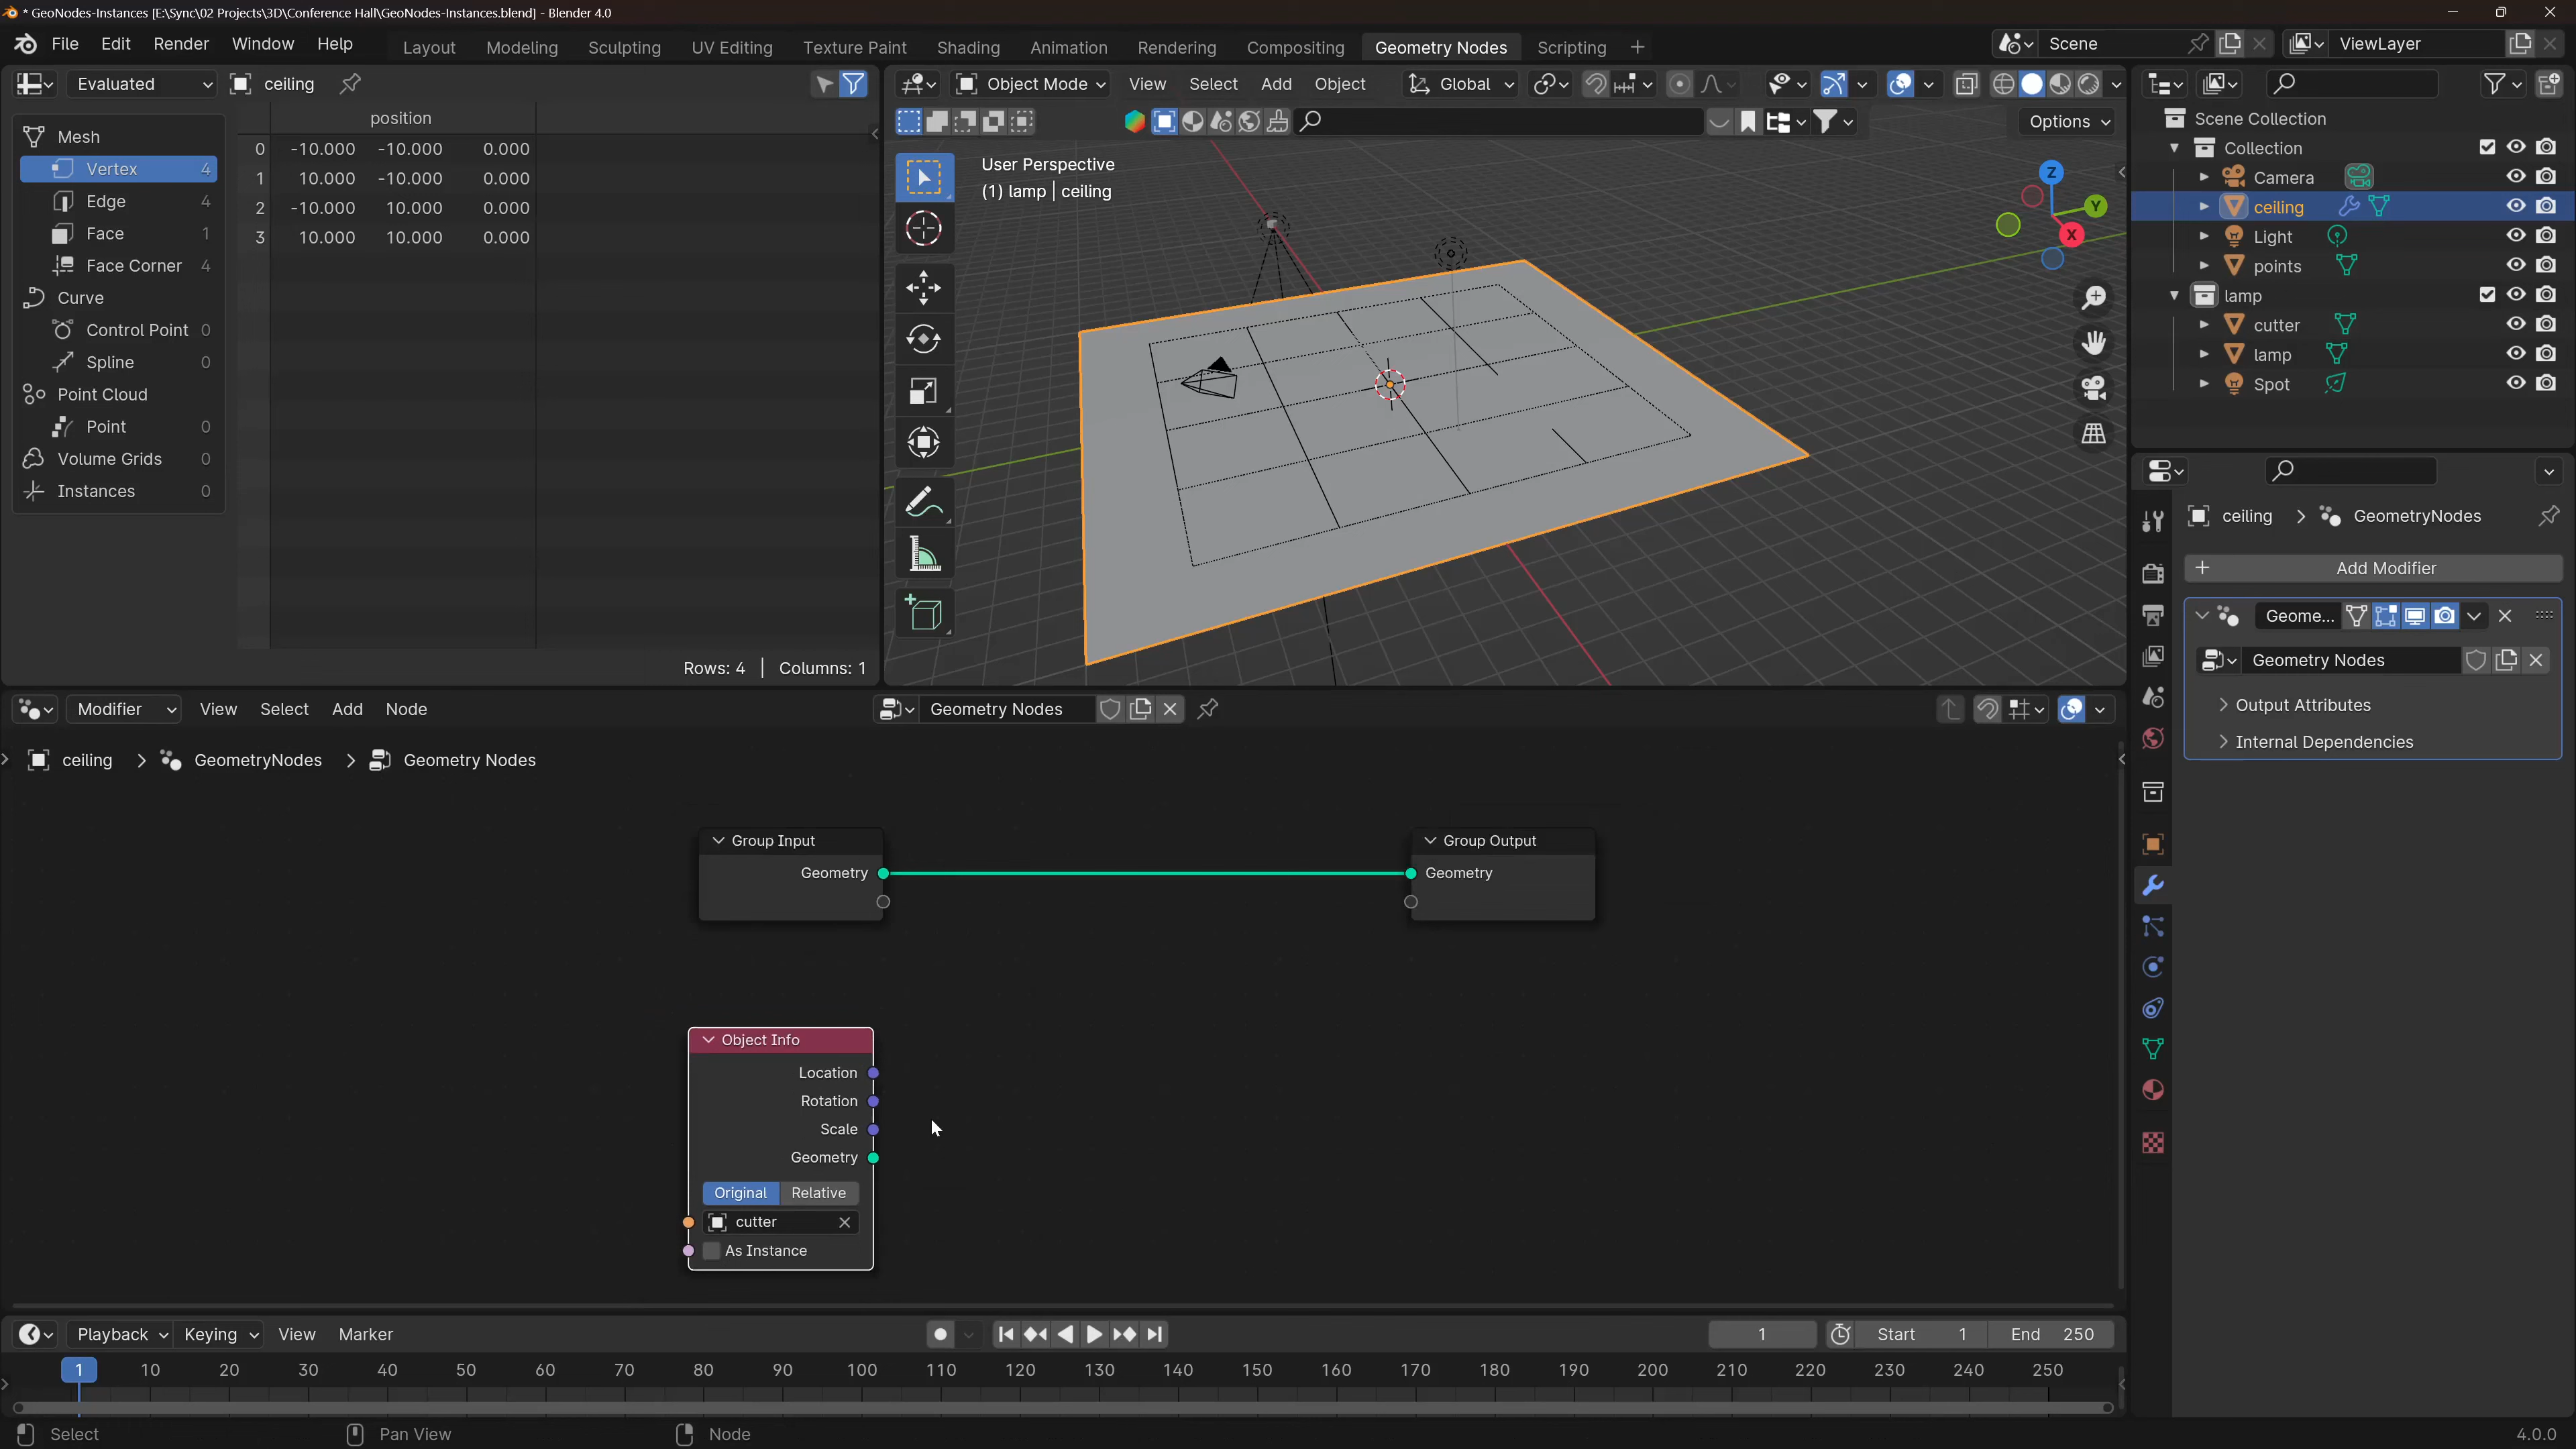 * GeoNodes-Instances [E:\Sync\02 Projects\3D\Conference Hall\GeoNodes-Instances.blend] - Blender 4.0
File Edit Render Window Help
Layout Modeling Sculpting UV Editing Texture Paint Shading Animation Rendering Compositing Geometry Nodes Scripting +
Scene
ViewLayer
Evaluated
ceiling
position
Mesh
Vertex 4
Edge 4
Face 1
Face Corner 4
Curve
Control Point 0
Spline 0
Point Cloud
Point 0
Volume Grids 0
Instances 0
0 -10.000 -10.000 0.000
1 10.000 -10.000 0.000
2 -10.000 10.000 0.000
3 10.000 10.000 0.000
Rows: 4 | Columns: 1
Object Mode View Select Add Object Global
Options
User Perspective
(1) lamp | ceiling
Z
Y
X
Scene Collection
Collection
Camera
ceiling
Light
points
lamp
cutter
lamp
Spot
ceiling > GeometryNodes
+ Add Modifier
Geome...
Geometry Nodes
Output Attributes
Internal Dependencies
Modifier View Select Add Node
Geometry Nodes
ceiling > GeometryNodes > Geometry Nodes
Group Input
Geometry
Group Output
Geometry
Object Info
Location
Rotation
Scale
Geometry
Original Relative
cutter
As Instance
Playback Keying View Marker
1
Start 1
End 250
1 10 20 30 40 50 60 70 80 90 100 110 120 130 140 150 160 170 180 190 200 210 220 230 240 250
Select
Pan View
Node
4.0.0